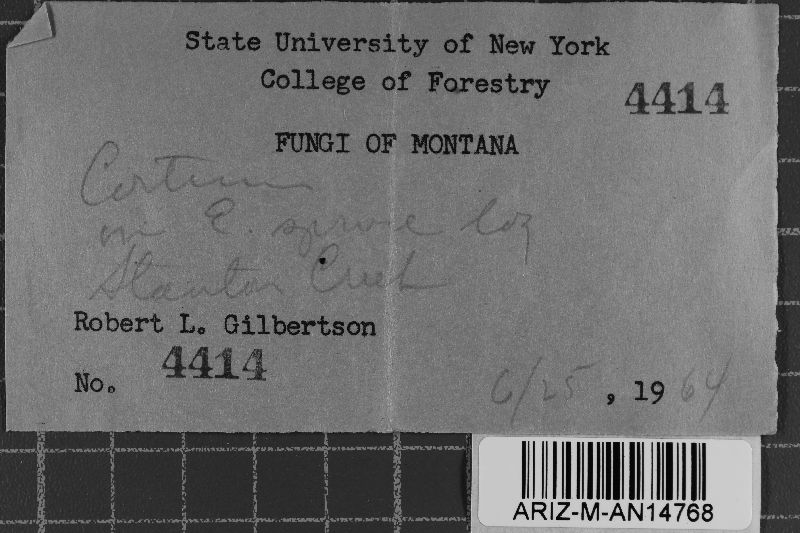 State University of New York
College of Forestry
4414
FUNGI OF MONTANA
on E. spruce log
Stanton Creek
Robert L. Gilbertson
No. 4414
6/25, 1964
ARIZ-M-AN14768